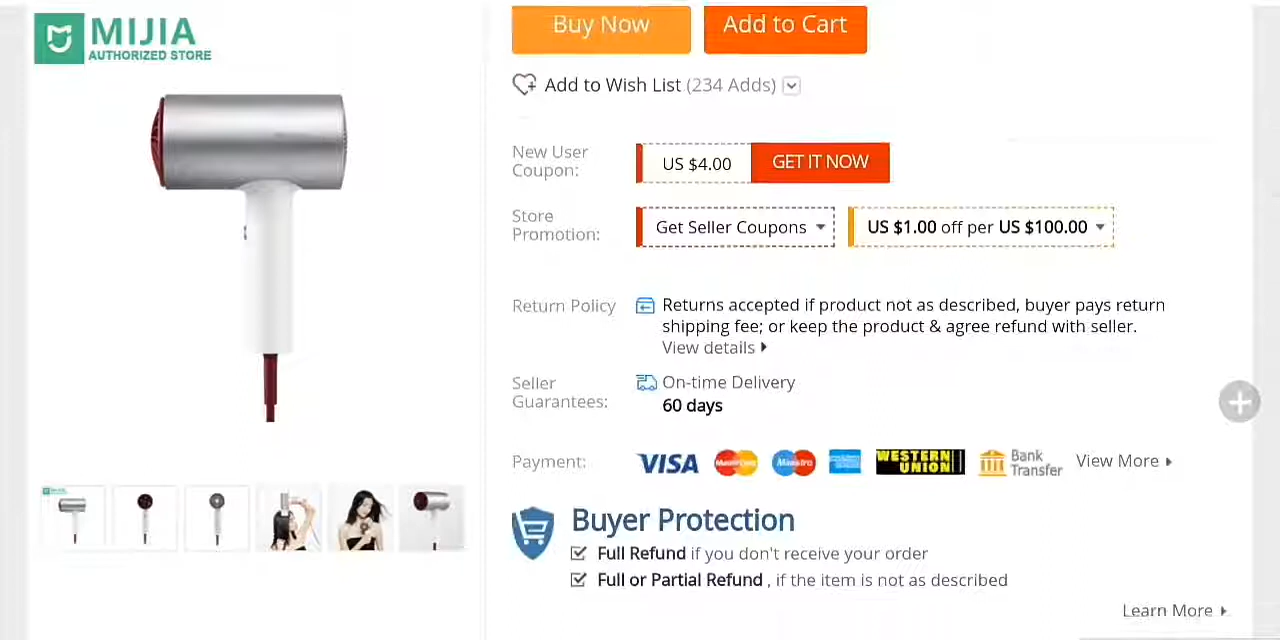 MIJIA
AUTHORIZED STORE
Buy Now
Add to Cart
Add to Wish List (234 Adds)
New User
Coupon:
US $4.00
GET IT NOW
Store
Promotion:
Get Seller Coupons
US $1.00 off per US $100.00
Return Policy
Returns accepted if product not as described, buyer pays return
shipping fee; or keep the product & agree refund with seller.
View details
Seller
Guarantees:
On-time Delivery
60 days
Payment:
VISA
MasterCard
Maestro
WESTERN
UNION
Bank
Transfer
View More
Buyer Protection
Full Refund if you don't receive your order
Full or Partial Refund , if the item is not as described
Learn More